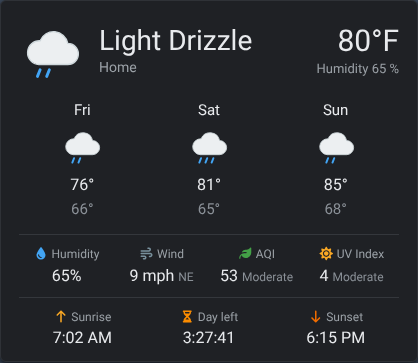 Light Drizzle 80°F
Home Humidity 65 %
Fri Sat Sun
76° 81° 85°
66° 65° 68°
Humidity Wind AQI UV Index
65% 9 mph NE 53 Moderate 4 Moderate
Sunrise Day left Sunset
7:02 AM 3:27:41 6:15 PM